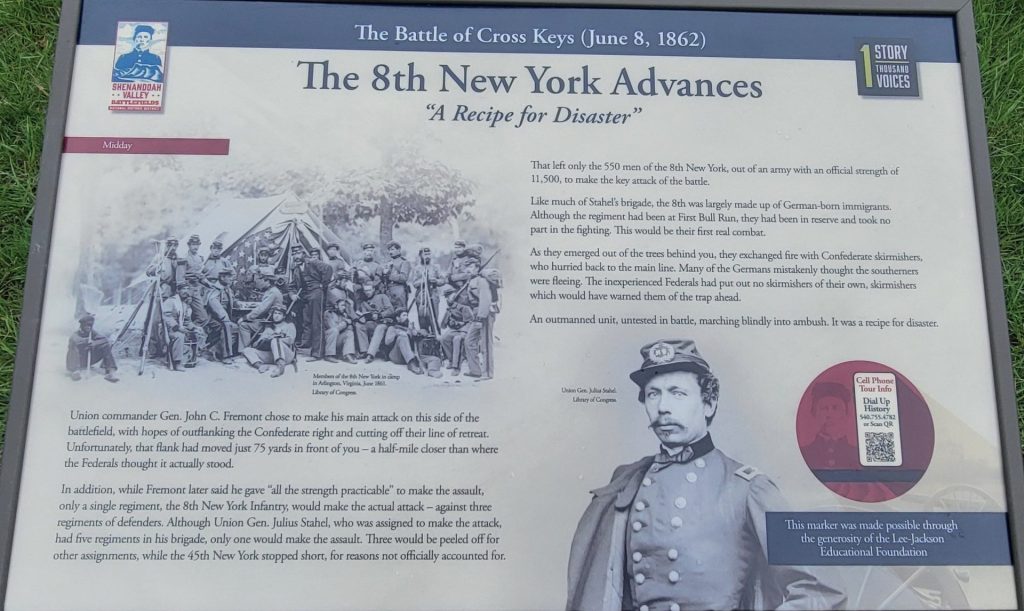 The Battle of Cross Keys (June 8, 1862)
SHENANDOAH
VALLEY
BATTLEFIELDS
NATIONAL HISTORIC DISTRICT
1 STORY
THOUSAND
VOICES
The 8th New York Advances
“A Recipe for Disaster”
Midday
Members of the 8th New York in camp
in Arlington, Virginia, June 1861.
Library of Congress.
Union commander Gen. John C. Fremont chose to make his main attack on this side of the
battlefield, with hopes of outflanking the Confederate right and cutting off their line of retreat.
Unfortunately, that flank had moved just 75 yards in front of you – a half-mile closer than where
the Federals thought it actually stood.
In addition, while Fremont later said he gave “all the strength practicable” to make the assault,
only a single regiment, the 8th New York Infantry, would make the actual attack – against three
regiments of defenders. Although Union Gen. Julius Stahel, who was assigned to make the attack,
had five regiments in his brigade, only one would make the assault. Three would be peeled off for
other assignments, while the 45th New York stopped short, for reasons not officially accounted for.
That left only the 550 men of the 8th New York, out of an army with an official strength of
11,500, to make the key attack of the battle.
Like much of Stahel’s brigade, the 8th was largely made up of German-born immigrants.
Although the regiment had been at First Bull Run, they had been in reserve and took no
part in the fighting. This would be their first real combat.
As they emerged out of the trees behind you, they exchanged fire with Confederate skirmishers,
who hurried back to the main line. Many of the Germans mistakenly thought the southerners
were fleeing. The inexperienced Federals had put out no skirmishers of their own, skirmishers
which would have warned them of the trap ahead.
An outmanned unit, untested in battle, marching blindly into ambush. It was a recipe for disaster.
Union Gen. Julius Stahel.
Library of Congress.
Cell Phone
Tour Info
Dial Up
History
540.755.4782
or Scan QR
This marker was made possible through
the generosity of the Lee-Jackson
Educational Foundation